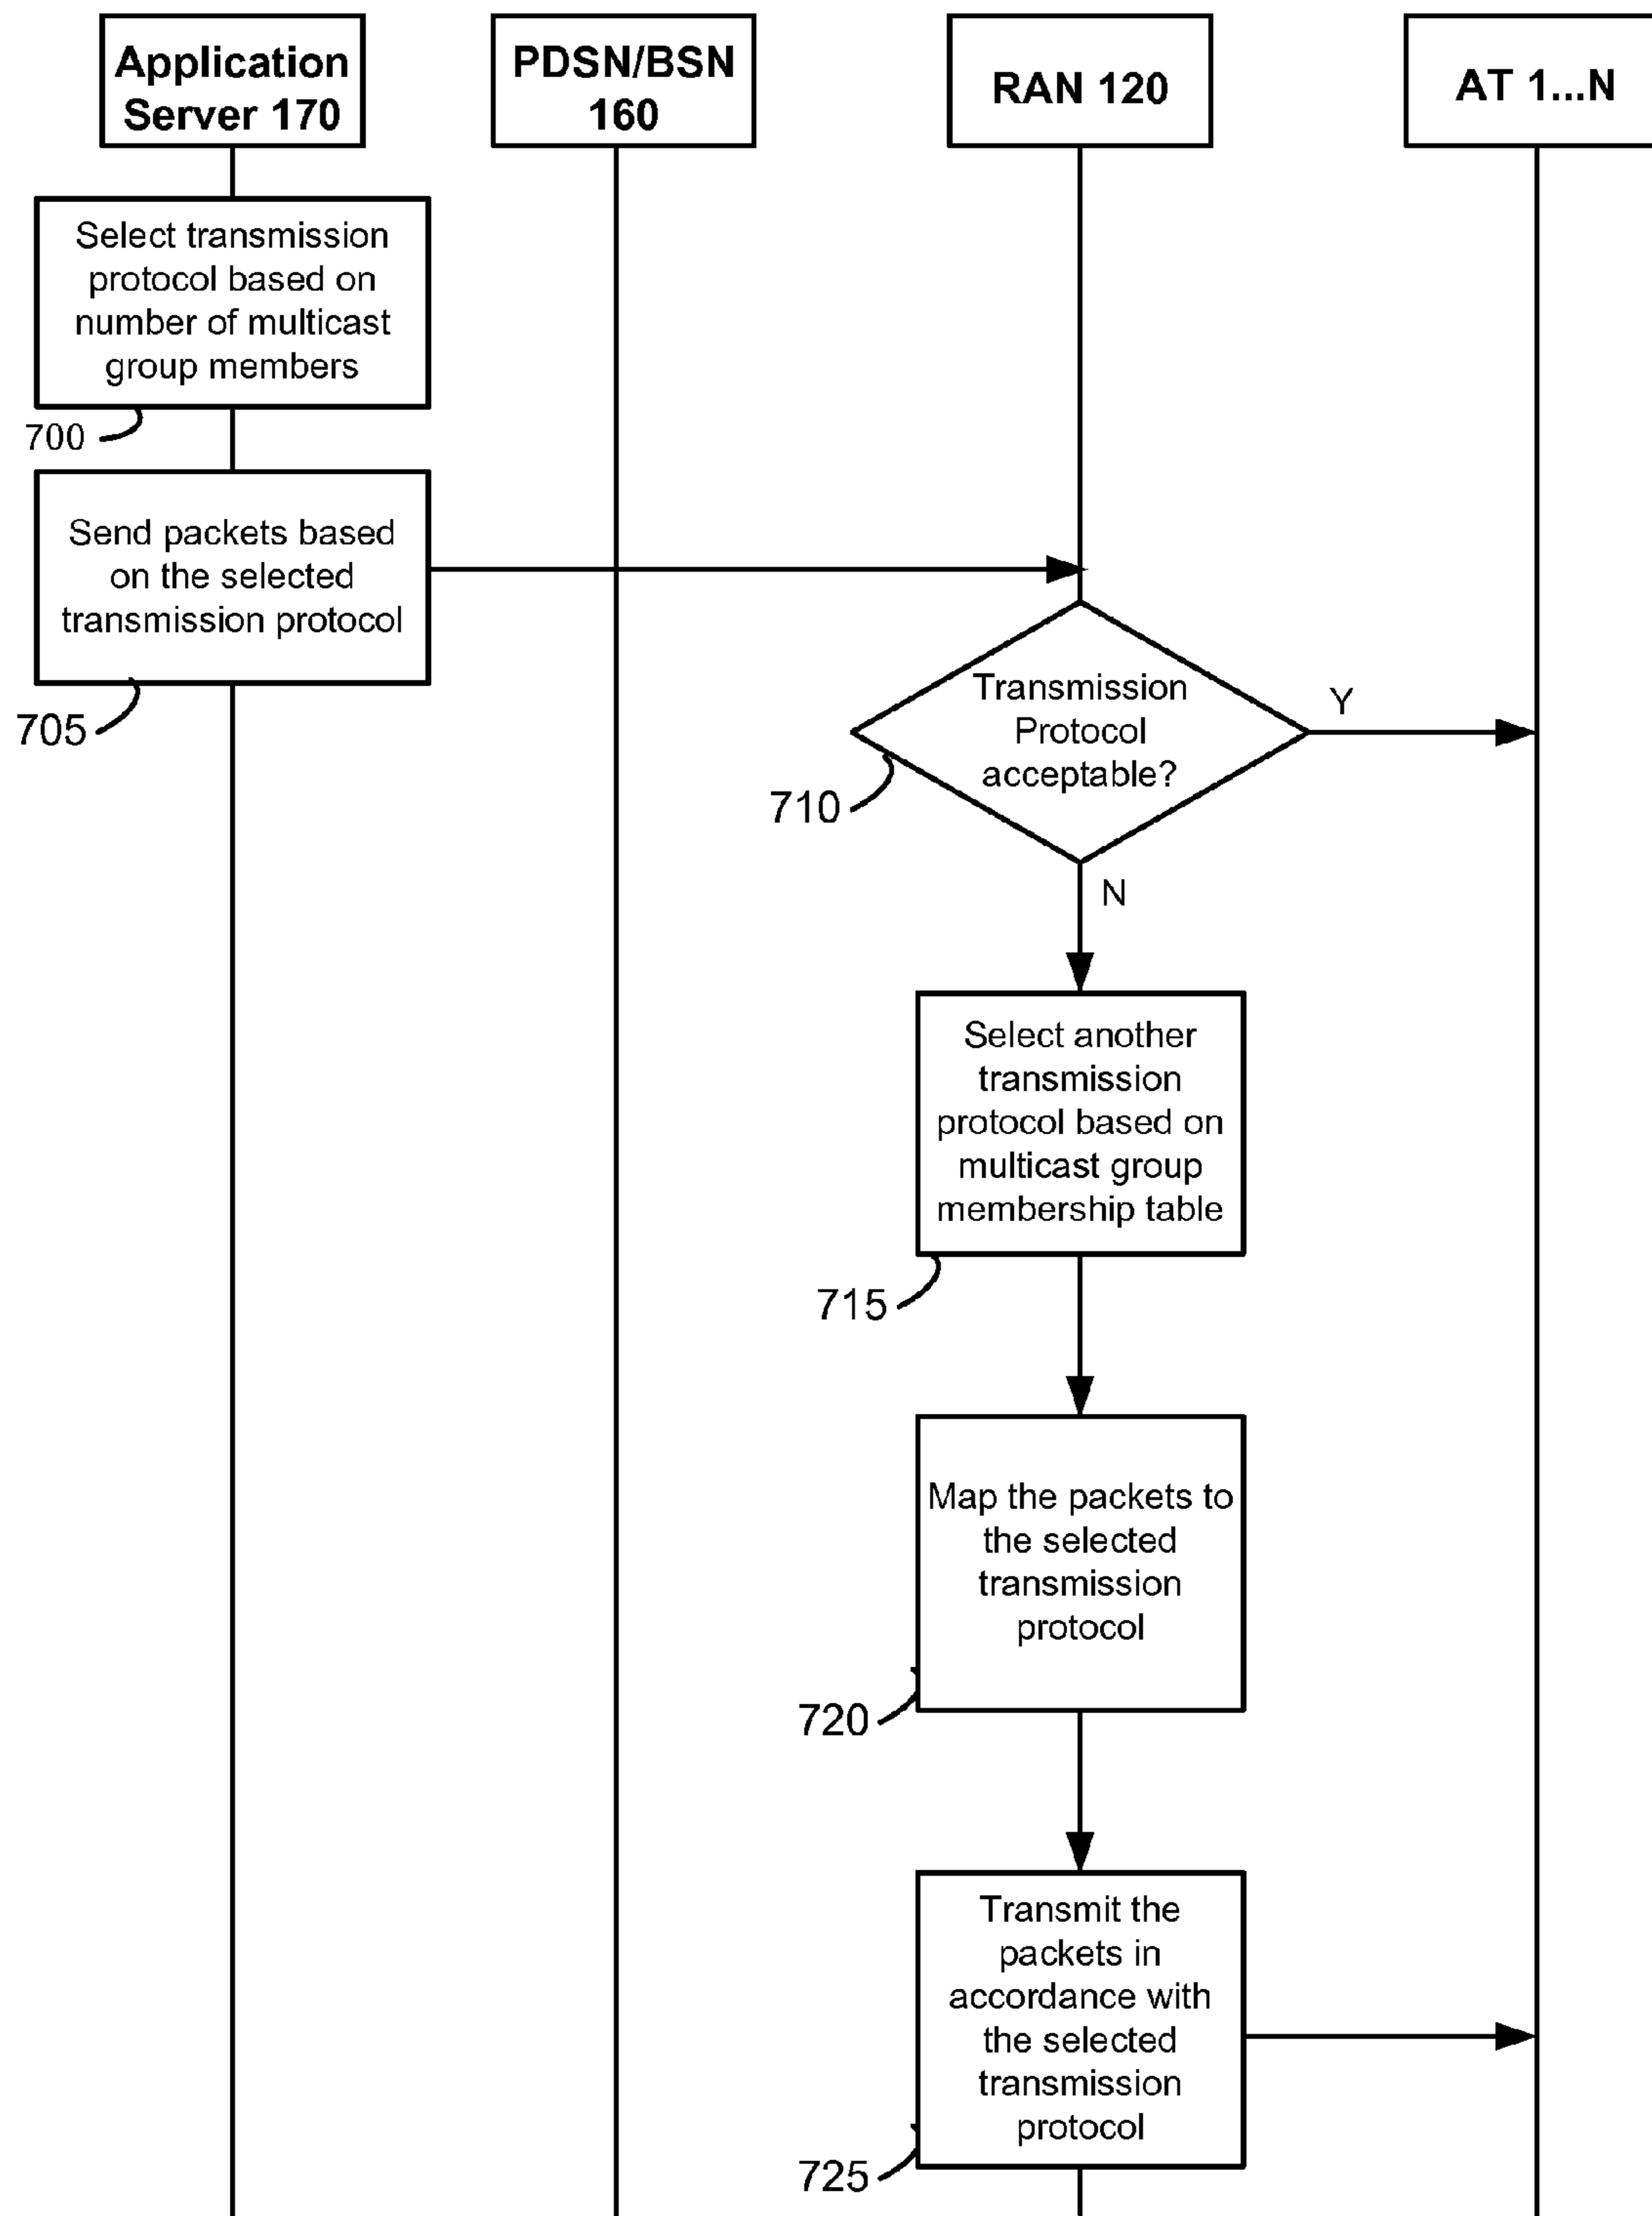 Application
Server 170
PDSN/BSN
160
RAN 120
AT 1...N
Select transmission
protocol based on
number of multicast
group members
700
Send packets based
on the selected
transmission protocol
705
Transmission
Protocol
acceptable?
Y
710
N
Select another
transmission
protocol based on
multicast group
membership table
715
Map the packets to
the selected
transmission
protocol
720
Transmit the
packets in
accordance with
the selected
transmission
protocol
725